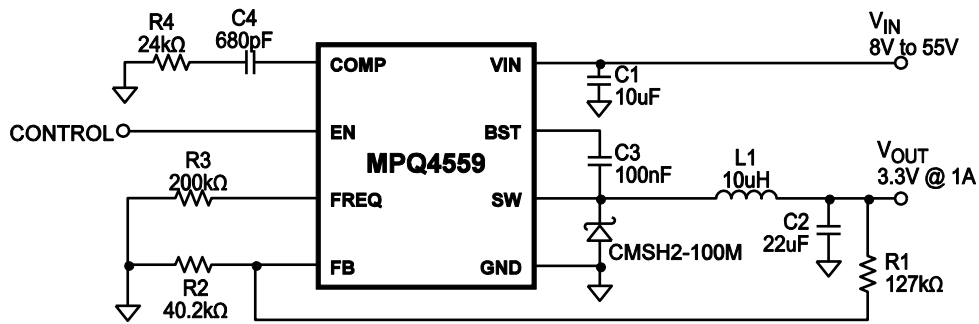 R4
24kΩ
C4
680pF
COMP
VIN
C1
10uF
V_IN
8V to 55V
CONTROL
EN
BST
MPQ4559
C3
100nF
R3
200kΩ
FREQ
SW
L1
10uH
V_OUT
3.3V @ 1A
C2
22uF
CMSH2-100M
R2
40.2kΩ
FB
GND
R1
127kΩ